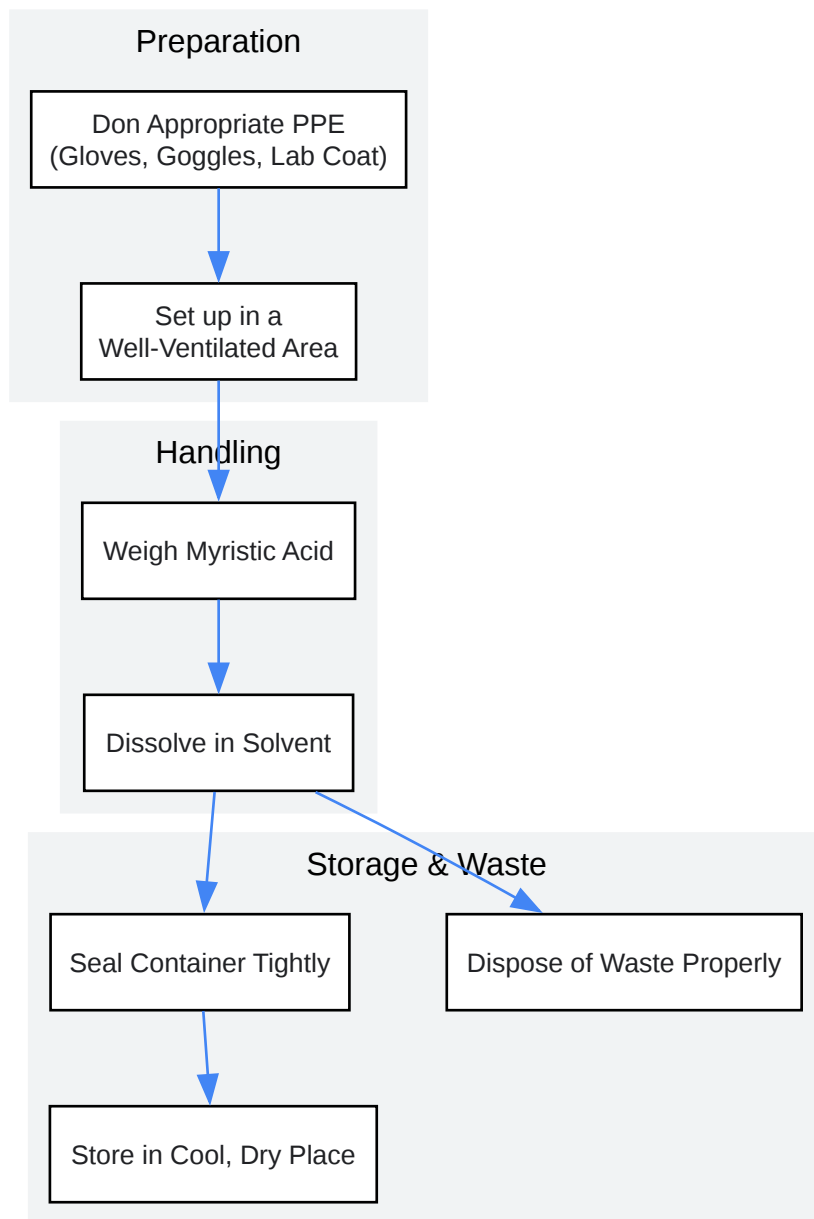 Preparation
Don Appropriate PPE
(Gloves, Goggles, Lab Coat)
Set up in a
Well-Ventilated Area
Handling
Weigh Myristic Acid
Dissolve in Solvent
Storage & Waste
Seal Container Tightly
Dispose of Waste Properly
Store in Cool, Dry Place